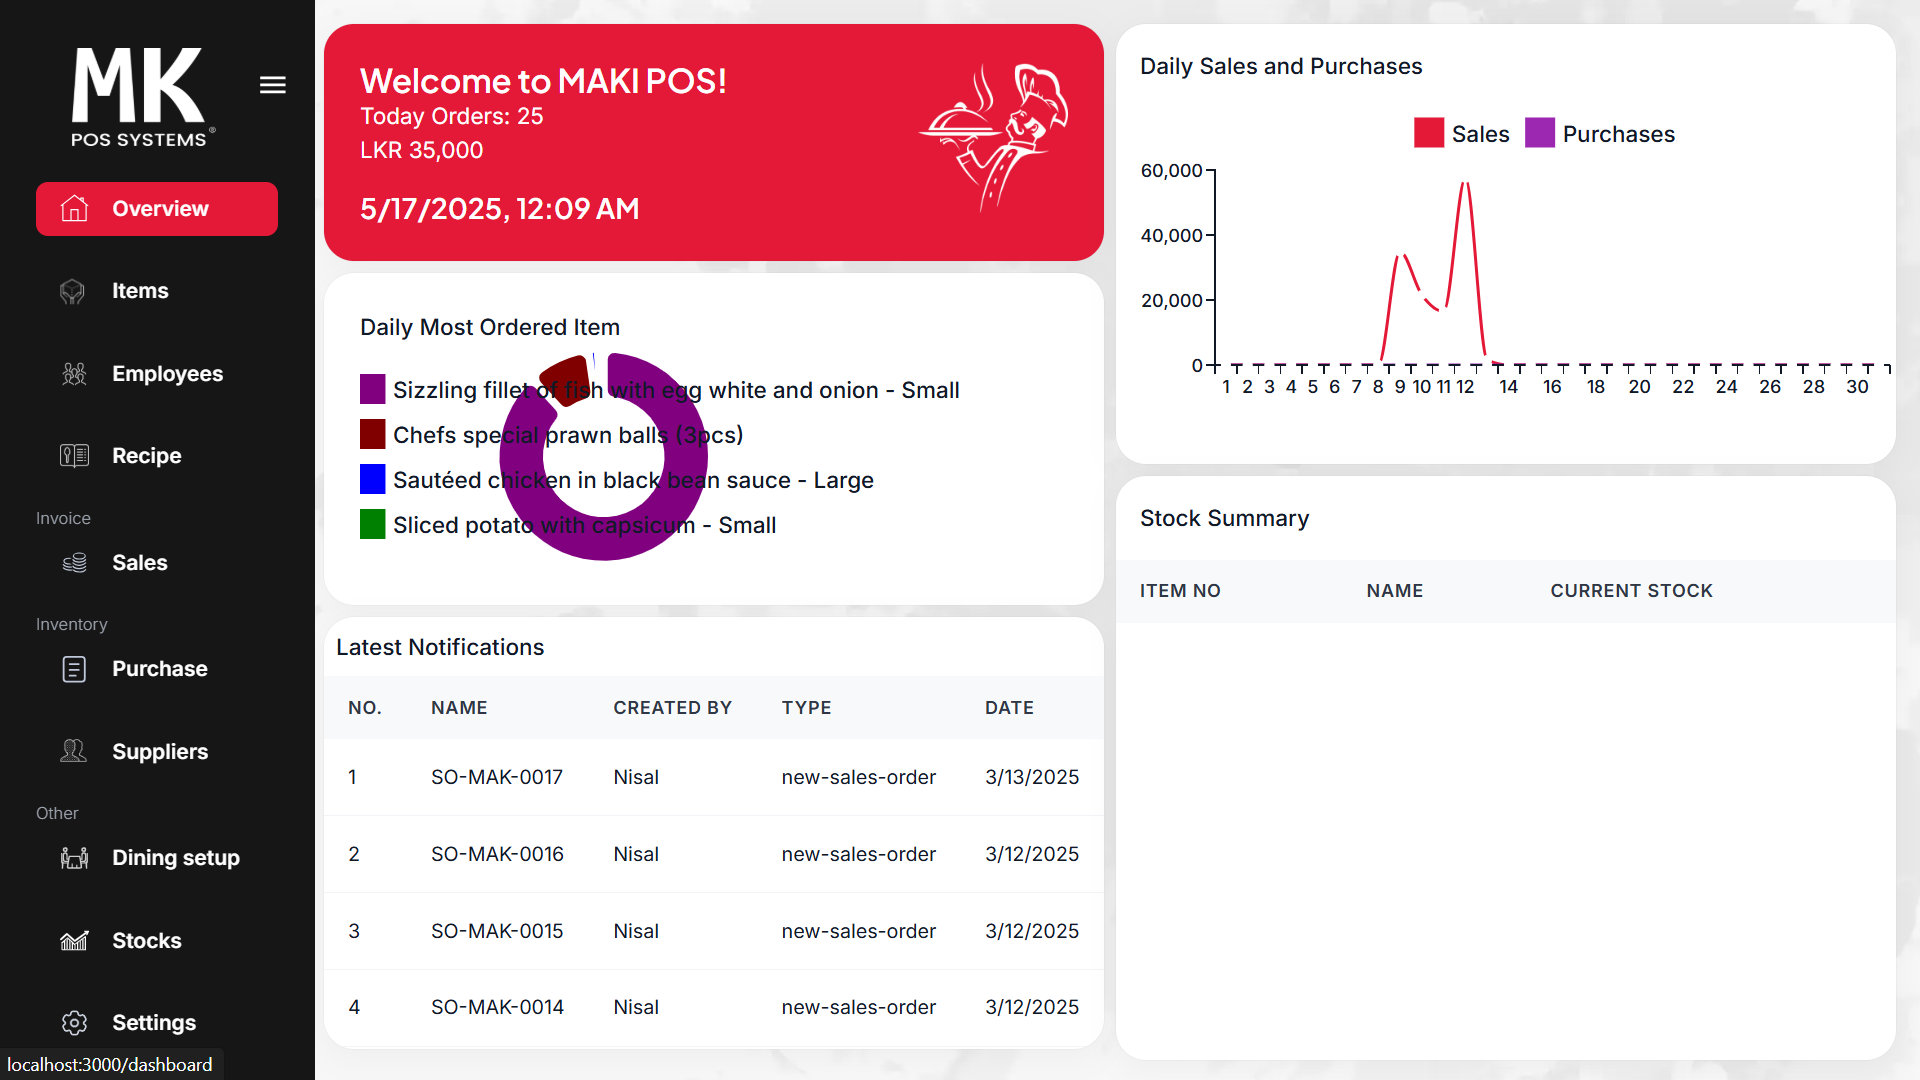 MK
POS SYSTEMS®
Overview
Items
Employees
Recipe
Invoice
Sales
Inventory
Purchase
Suppliers
Other
Dining setup
Stocks
Settings
localhost:3000/dashboard
Welcome to MAKI POS!
Today Orders: 25
LKR 35,000
5/17/2025, 12:09 AM
Daily Most Ordered Item
Sizzling fillet of fish with egg white and onion - Small
Chefs special prawn balls (3pcs)
Sautéed chicken in black bean sauce - Large
Sliced potato with capsicum - Small
Latest Notifications
NO. NAME CREATED BY TYPE DATE
1 SO-MAK-0017 Nisal new-sales-order 3/13/2025
2 SO-MAK-0016 Nisal new-sales-order 3/12/2025
3 SO-MAK-0015 Nisal new-sales-order 3/12/2025
4 SO-MAK-0014 Nisal new-sales-order 3/12/2025
Daily Sales and Purchases
Sales Purchases
60,000
40,000
20,000
0
1 2 3 4 5 6 7 8 9 10 11 12 14 16 18 20 22 24 26 28 30
Stock Summary
ITEM NO NAME CURRENT STOCK